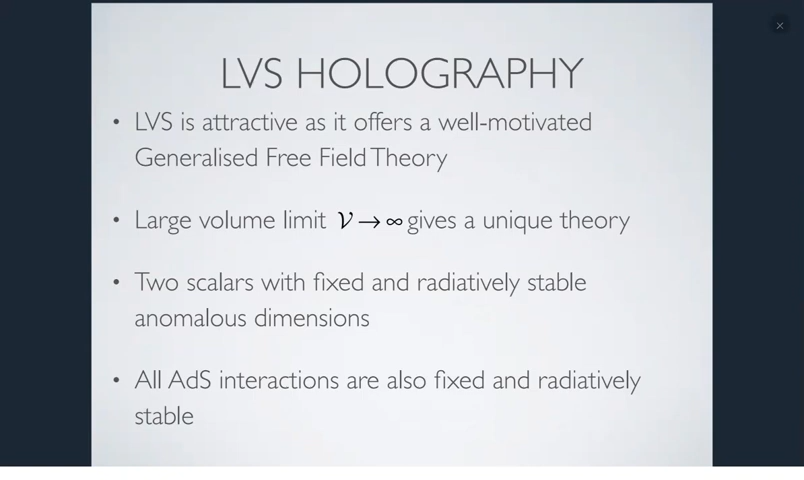 LVS HOLOGRAPHY
• LVS is attractive as it offers a well-motivated
Generalised Free Field Theory
• Large volume limit 𝒱 → ∞ gives a unique theory
• Two scalars with fixed and radiatively stable
anomalous dimensions
• All AdS interactions are also fixed and radiatively
stable